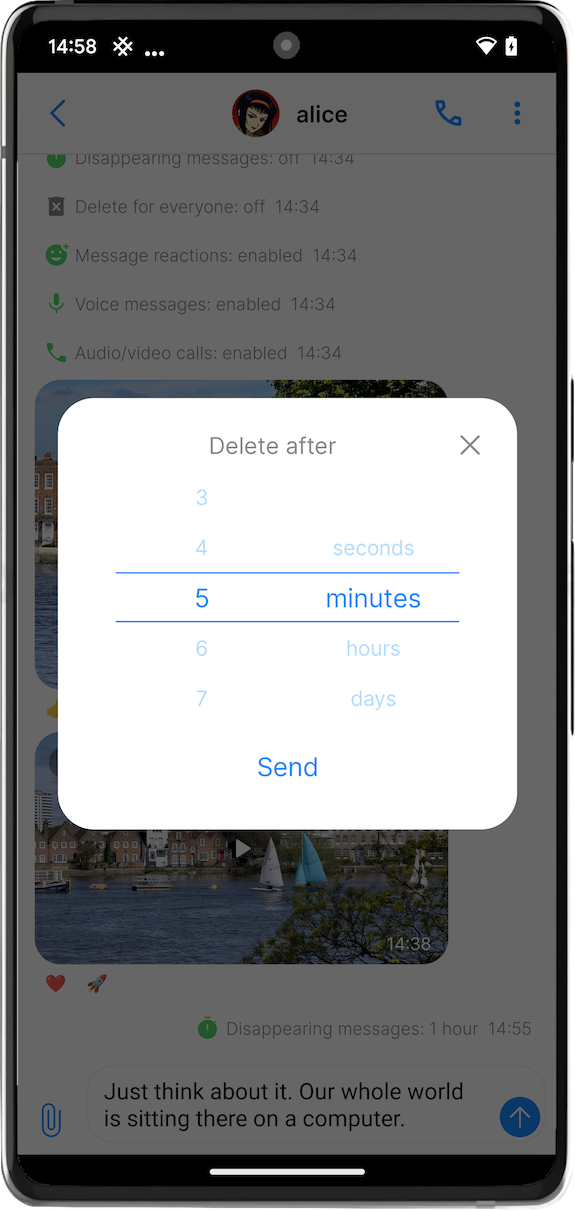 14:58
alice
Disappearing messages: off 14:34
Delete for everyone: off 14:34
Message reactions: enabled 14:34
Voice messages: enabled 14:34
Audio/video calls: enabled 14:34
Delete after
3
4 seconds
5 minutes
6 hours
7 days
Send
14:38
Disappearing messages: 1 hour 14:55
Just think about it. Our whole world
is sitting there on a computer.